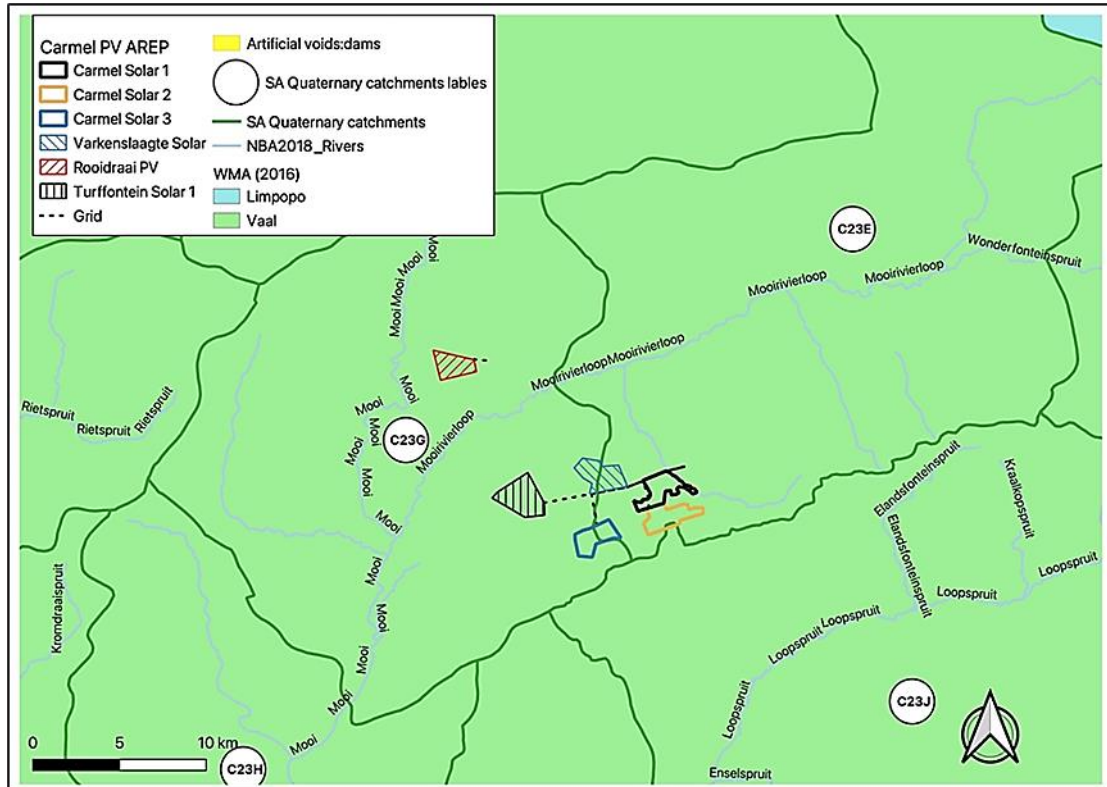 Carmel PV AREP
Carmel Solar 1
Carmel Solar 2
Carmel Solar 3
Varkenslaagte Solar
Rooidraai PV
Turffontein Solar 1
Grid
Artificial voids:dams
SA Quaternary catchments lables
SA Quaternary catchments
NBA2018_Rivers
WMA (2016)
Limpopo
Vaal
C23E
Wonderfonteinspruit
Mooirivierloop
Mooirivierloop
Mooi
Mooi
Mooi
Mooi
MooirivierloopMooirivierloop
Mooi
Mooi
Rietspruit
Rietspruit
Rietspruit
Mooi
C23G
Mooirivierloop
Mooi
Mooi
Mooi
Elandsfonteinspruit
Kraalkopspruit
Elandsfonteinspruit
Mooi
Mooi
Mooi
Kromdraaispruit
Loopspruit
Loopspruit
Loopspruit
Loopspruit
Loopspruit
Mooi
Mooi
C23J
C23H
Enselspruit
0 5 10 km